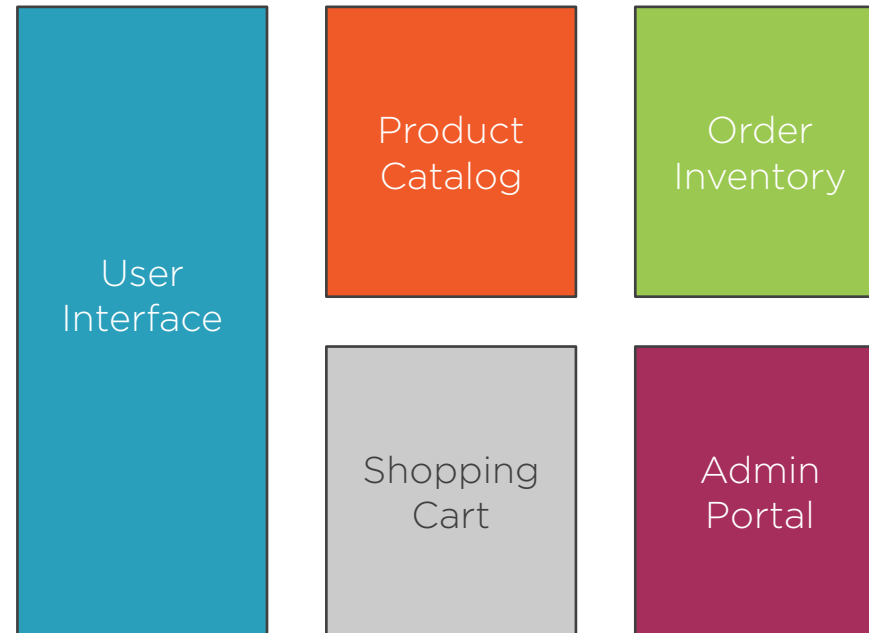 User
Interface
Product
Catalog
Order
Inventory
Shopping
Cart
Admin
Portal